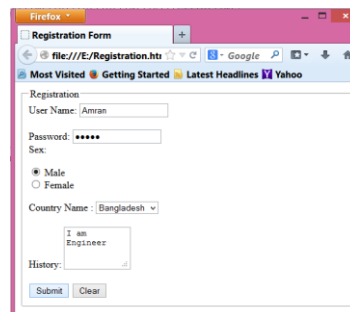 Firefox
Registration Form
file:///E:/Registration.htm
Google
Most Visited Getting Started Latest Headlines Yahoo
Registration
User Name: Amran
Password: •••••
Sex:
Male
Female
Country Name : Bangladesh
I am
Engineer
History:
Submit Clear